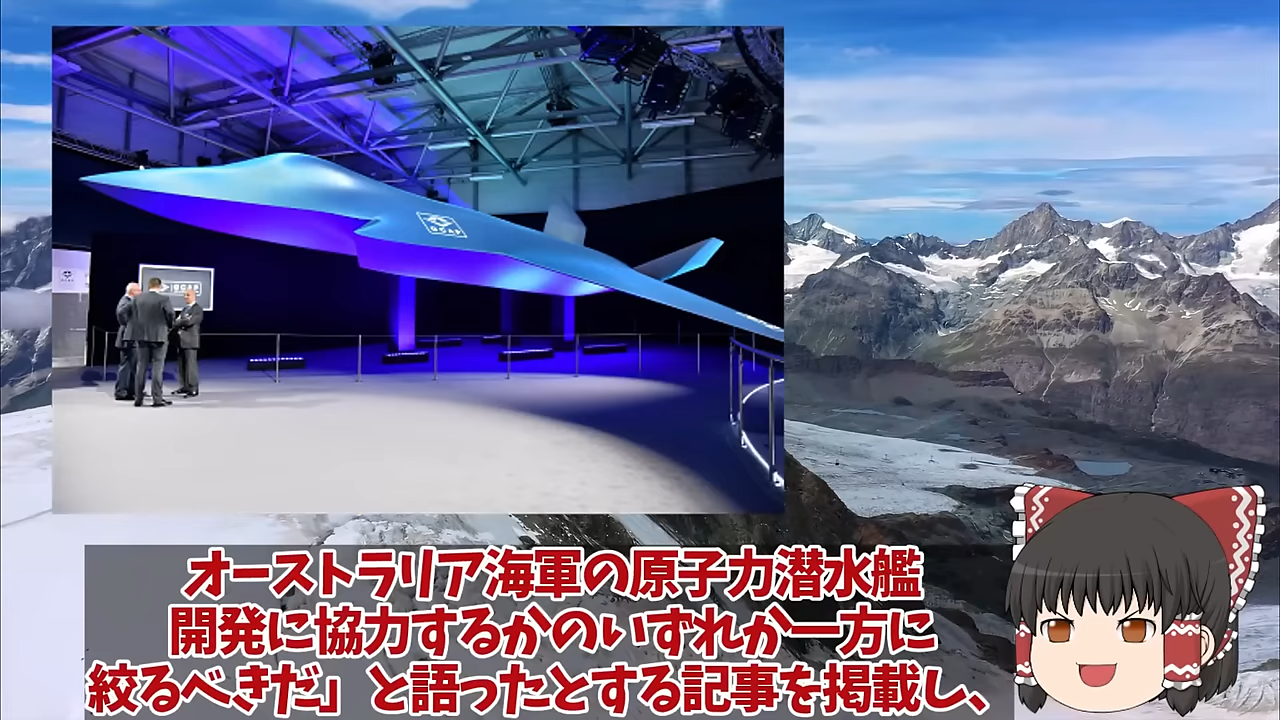 GCAP
GCAP
オーストラリア海軍の原子力潜水艦
開発に協力するかのいずれか一方に
絞るべきだ」と語ったとする記事を掲載し、